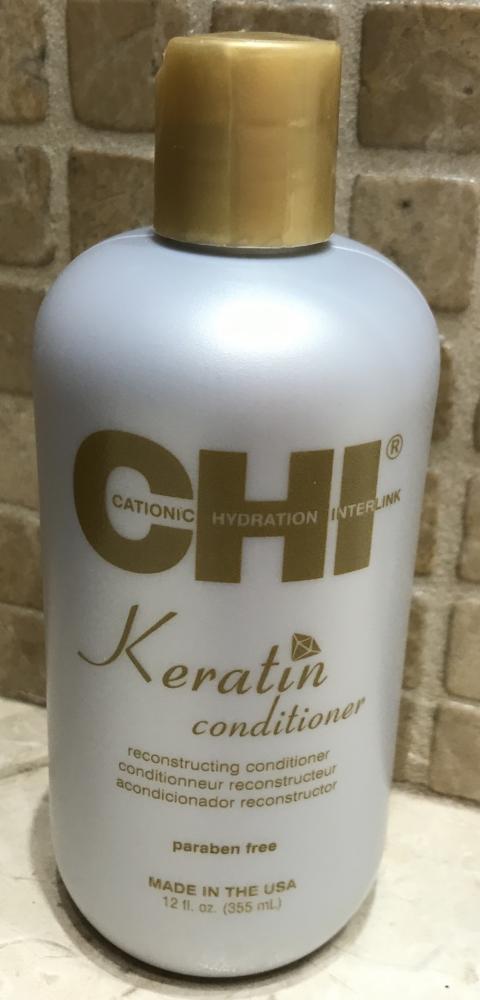 CHI®
CATIONIC HYDRATION INTERLINK
Keratin
conditioner
reconstructing conditioner
conditionneur reconstructeur
acondicionador reconstructor
paraben free
MADE IN THE USA
12 fl. oz. (355 mL)